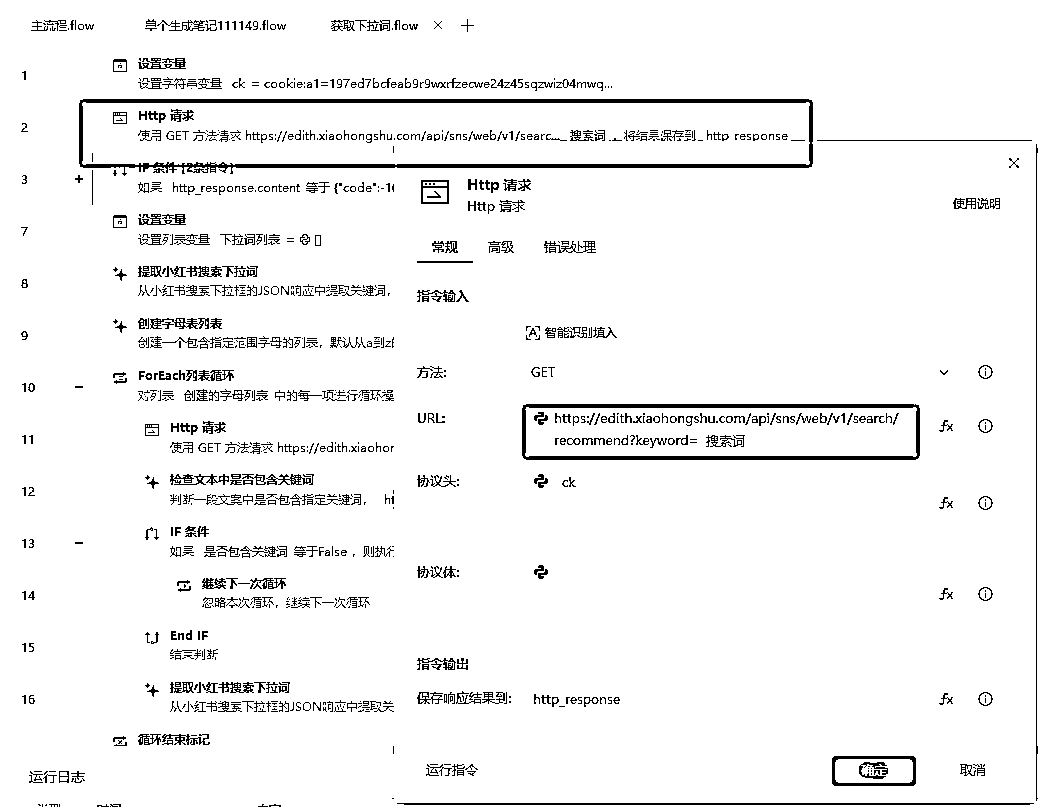 主流程.flow 单个生成笔记111149.flow 获取下拉词.flow × +
1 设置变量
设置字符串变量 ck = cookie:a1=197ed7bcfeab9r9wxrfzecwe24z45sqzwiz04mwq...
2 Http 请求
使用 GET 方法请求 https://edith.xiaohongshu.com/api/sns/web/v1/searc... 搜索词 , 将结果保存到 http_response
3 + IF 条件 [2条指令]
如果 http_response.content 等于 {"code":-1
7 设置变量
设置列表变量 下拉词列表 = []
8 提取小红书搜索下拉词
从小红书搜索下拉框的JSON响应中提取关键词,
9 创建字母表列表
创建一个包含指定范围字母的列表，默认从a到z
10 − ForEach列表循环
对列表 创建的字母列表 中的每一项进行循环操
11 Http 请求
使用 GET 方法请求 https://edith.xiaohor
12 检查文本中是否包含关键词
判断一段文案中是否包含指定关键词，
13 − IF 条件
如果 是否包含关键词 等于False ，则执行
14 继续下一次循环
忽略本次循环，继续下一次循环
15 End IF
结束判断
16 提取小红书搜索下拉词
从小红书搜索下拉框的JSON响应中提取关
循环结束标记
运行日志
Http 请求
Http 请求
使用说明
常规 高级 错误处理
指令输入
[A] 智能识别填入
方法: GET
URL: https://edith.xiaohongshu.com/api/sns/web/v1/search/
recommend?keyword= 搜索词
fx
协议头: ck
fx
协议体:
fx
指令输出
保存响应结果到: http_response fx
运行指令 确定 取消